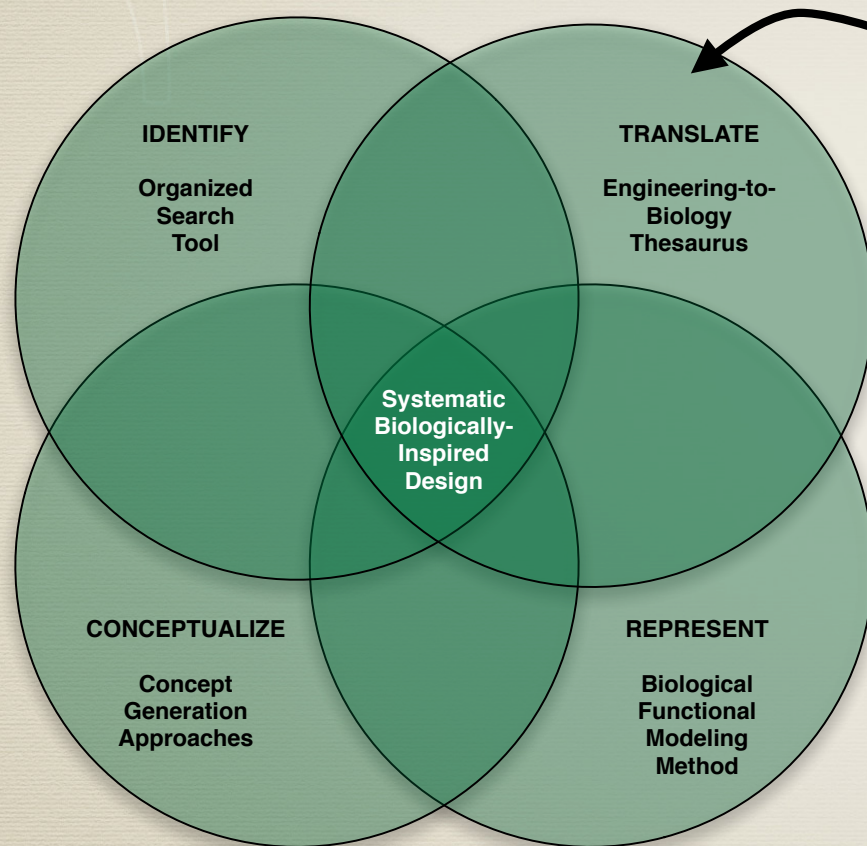 IDENTIFY
Organized
Search
Tool
TRANSLATE
Engineering-to-
Biology
Thesaurus
Systematic
Biologically-
Inspired
Design
CONCEPTUALIZE
Concept
Generation
Approaches
REPRESENT
Biological
Functional
Modeling
Method